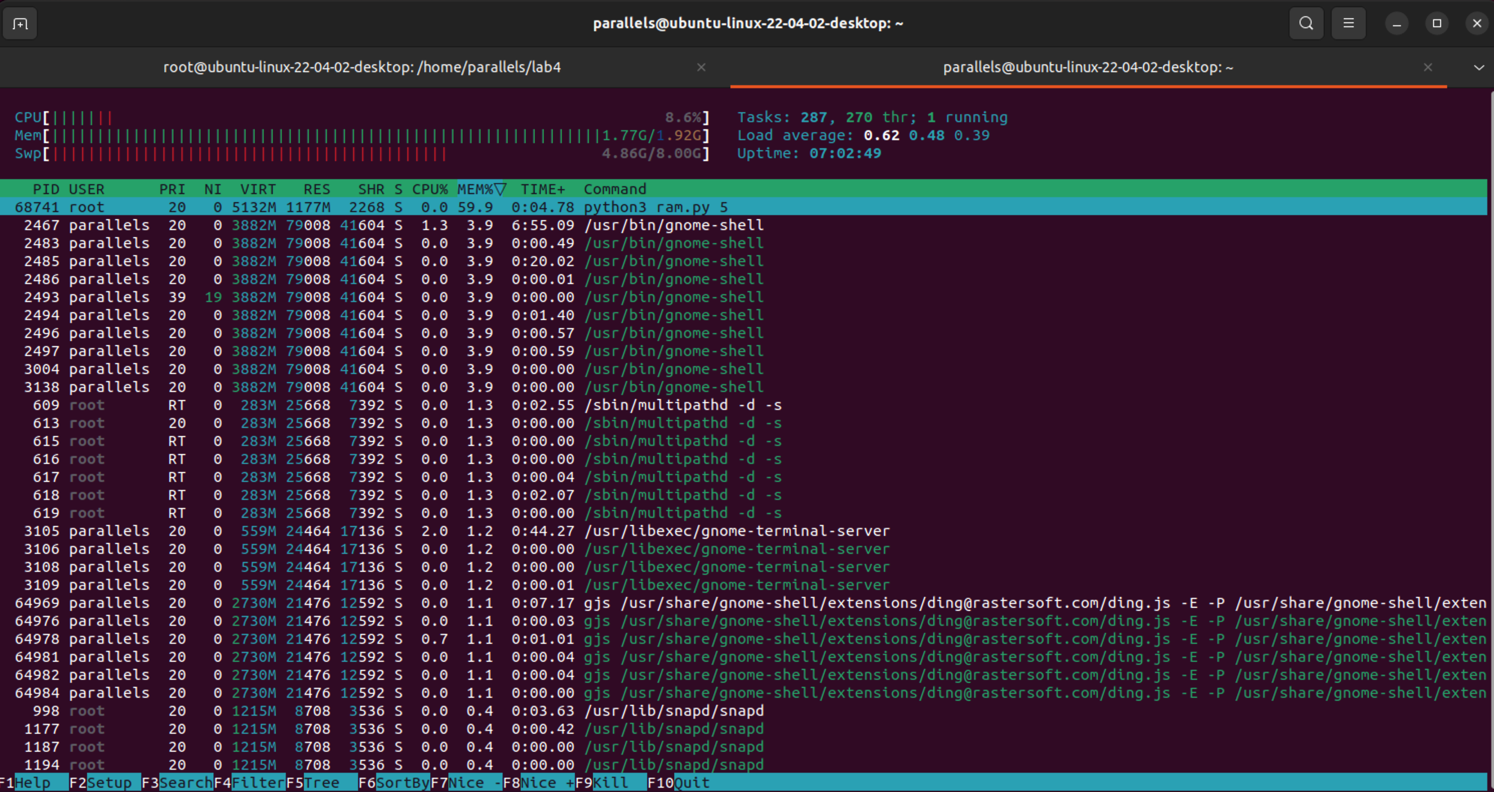 parallels@ubuntu-linux-22-04-02-desktop: ~
root@ubuntu-linux-22-04-02-desktop: /home/parallels/lab4
parallels@ubuntu-linux-22-04-02-desktop: ~
CPU[||||||| 8.6%] Tasks: 287, 270 thr; 1 running
Mem[||||||||||||||||||||||||||||||||||||||||||||||||||||||||||||||1.77G/1.92G] Load average: 0.62 0.48 0.39
Swp[|||||||||||||||||||||||||||||||||||||||||||| 4.86G/8.00G] Uptime: 07:02:49
PID USER PRI NI VIRT RES SHR S CPU% MEM%▽ TIME+ Command
68741 root 20 0 5132M 1177M 2268 S 0.0 59.9 0:04.78 python3 ram.py 5
2467 parallels 20 0 3882M 79008 41604 S 1.3 3.9 6:55.09 /usr/bin/gnome-shell
2483 parallels 20 0 3882M 79008 41604 S 0.0 3.9 0:00.49 /usr/bin/gnome-shell
2485 parallels 20 0 3882M 79008 41604 S 0.0 3.9 0:20.02 /usr/bin/gnome-shell
2486 parallels 20 0 3882M 79008 41604 S 0.0 3.9 0:00.01 /usr/bin/gnome-shell
2493 parallels 39 19 3882M 79008 41604 S 0.0 3.9 0:00.00 /usr/bin/gnome-shell
2494 parallels 20 0 3882M 79008 41604 S 0.0 3.9 0:01.40 /usr/bin/gnome-shell
2496 parallels 20 0 3882M 79008 41604 S 0.0 3.9 0:00.57 /usr/bin/gnome-shell
2497 parallels 20 0 3882M 79008 41604 S 0.0 3.9 0:00.59 /usr/bin/gnome-shell
3004 parallels 20 0 3882M 79008 41604 S 0.0 3.9 0:00.00 /usr/bin/gnome-shell
3138 parallels 20 0 3882M 79008 41604 S 0.0 3.9 0:00.00 /usr/bin/gnome-shell
609 root RT 0 283M 25668 7392 S 0.0 1.3 0:02.55 /sbin/multipathd -d -s
613 root 20 0 283M 25668 7392 S 0.0 1.3 0:00.00 /sbin/multipathd -d -s
615 root RT 0 283M 25668 7392 S 0.0 1.3 0:00.00 /sbin/multipathd -d -s
616 root RT 0 283M 25668 7392 S 0.0 1.3 0:00.00 /sbin/multipathd -d -s
617 root RT 0 283M 25668 7392 S 0.0 1.3 0:00.04 /sbin/multipathd -d -s
618 root RT 0 283M 25668 7392 S 0.0 1.3 0:02.07 /sbin/multipathd -d -s
619 root RT 0 283M 25668 7392 S 0.0 1.3 0:00.00 /sbin/multipathd -d -s
3105 parallels 20 0 559M 24464 17136 S 2.0 1.2 0:44.27 /usr/libexec/gnome-terminal-server
3106 parallels 20 0 559M 24464 17136 S 0.0 1.2 0:00.00 /usr/libexec/gnome-terminal-server
3108 parallels 20 0 559M 24464 17136 S 0.0 1.2 0:00.00 /usr/libexec/gnome-terminal-server
3109 parallels 20 0 559M 24464 17136 S 0.0 1.2 0:00.01 /usr/libexec/gnome-terminal-server
64969 parallels 20 0 2730M 21476 12592 S 0.0 1.1 0:07.17 gjs /usr/share/gnome-shell/extensions/ding@rastersoft.com/ding.js -E -P /usr/share/gnome-shell/exten
64976 parallels 20 0 2730M 21476 12592 S 0.0 1.1 0:00.03 gjs /usr/share/gnome-shell/extensions/ding@rastersoft.com/ding.js -E -P /usr/share/gnome-shell/exten
64978 parallels 20 0 2730M 21476 12592 S 0.7 1.1 0:01.01 gjs /usr/share/gnome-shell/extensions/ding@rastersoft.com/ding.js -E -P /usr/share/gnome-shell/exten
64981 parallels 20 0 2730M 21476 12592 S 0.0 1.1 0:00.04 gjs /usr/share/gnome-shell/extensions/ding@rastersoft.com/ding.js -E -P /usr/share/gnome-shell/exten
64982 parallels 20 0 2730M 21476 12592 S 0.0 1.1 0:00.04 gjs /usr/share/gnome-shell/extensions/ding@rastersoft.com/ding.js -E -P /usr/share/gnome-shell/exten
64984 parallels 20 0 2730M 21476 12592 S 0.0 1.1 0:00.00 gjs /usr/share/gnome-shell/extensions/ding@rastersoft.com/ding.js -E -P /usr/share/gnome-shell/exten
998 root 20 0 1215M 8708 3536 S 0.0 0.4 0:03.63 /usr/lib/snapd/snapd
1177 root 20 0 1215M 8708 3536 S 0.0 0.4 0:00.42 /usr/lib/snapd/snapd
1187 root 20 0 1215M 8708 3536 S 0.0 0.4 0:00.00 /usr/lib/snapd/snapd
1194 root 20 0 1215M 8708 3536 S 0.0 0.4 0:00.00 /usr/lib/snapd/snapd
F1Help F2Setup F3SearchF4FilterF5Tree F6SortByF7Nice -F8Nice +F9Kill F10Quit